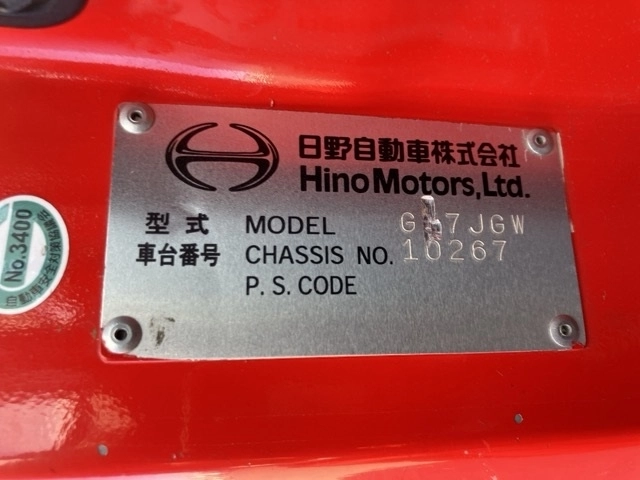 日野自動車株式会社
Hino Motors, Ltd.
型式 MODEL
車台番号 CHASSIS NO. 10267
P. S. CODE
No.3400